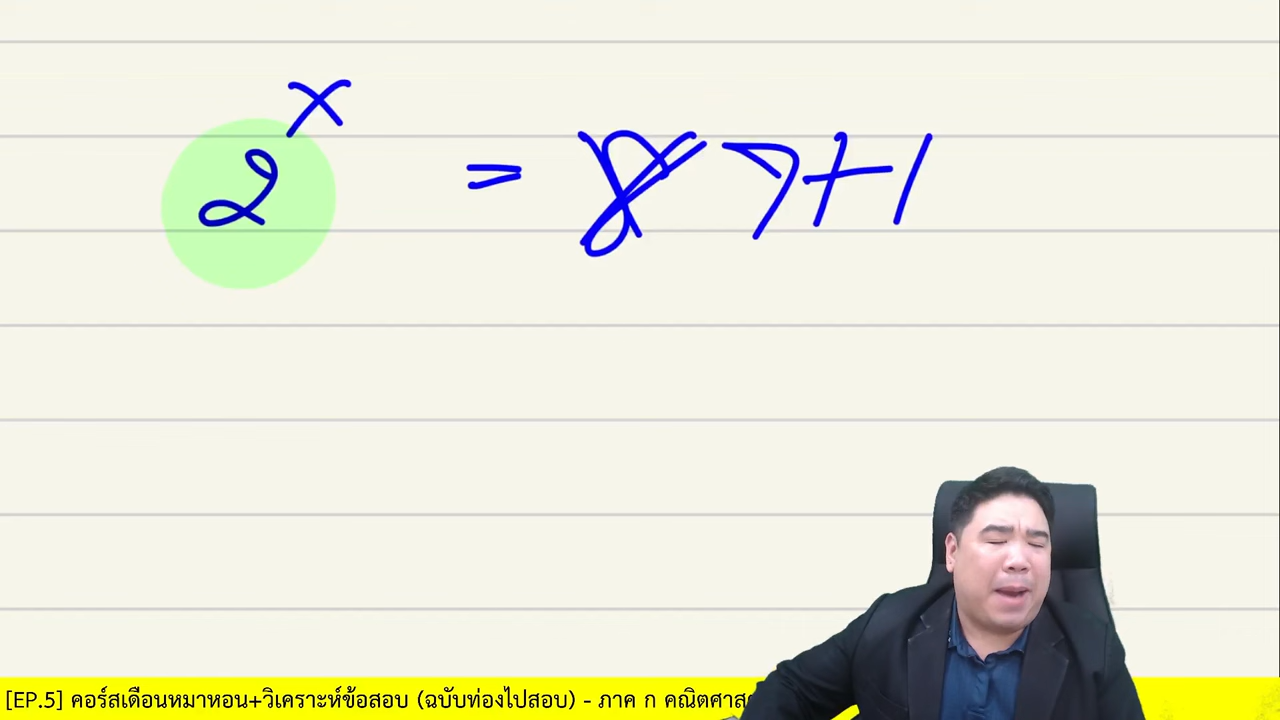 2^x = 8 7+1
[EP.5] คอร์สเดือนหมาหอน+วิเคราะห์ข้อสอบ (ฉบับท่องไปสอบ) - ภาค ก คณิตศาส